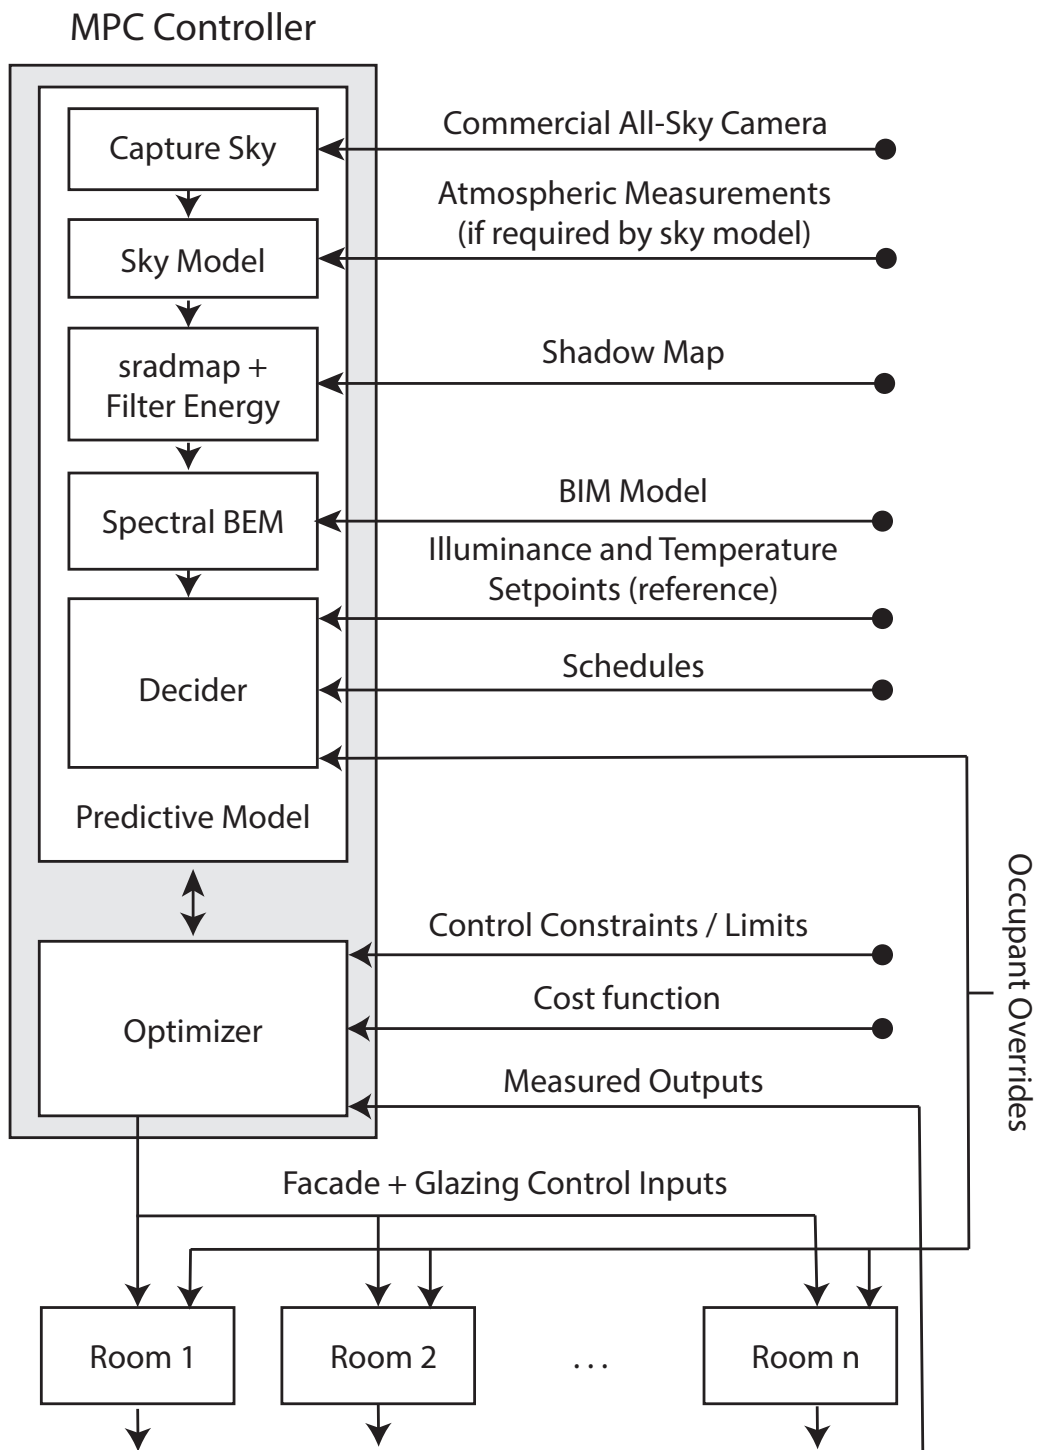 MPC Controller
Capture Sky
Commercial All-Sky Camera
Atmospheric Measurements
(if required by sky model)
Sky Model
Shadow Map
sradmap +
Filter Energy
BIM Model
Spectral BEM
Illuminance and Temperature
Setpoints (reference)
Schedules
Decider
Predictive Model
Occupant Overrides
Control Constraints / Limits
Cost function
Optimizer
Measured Outputs
Facade + Glazing Control Inputs
Room 1
Room 2
...
Room n